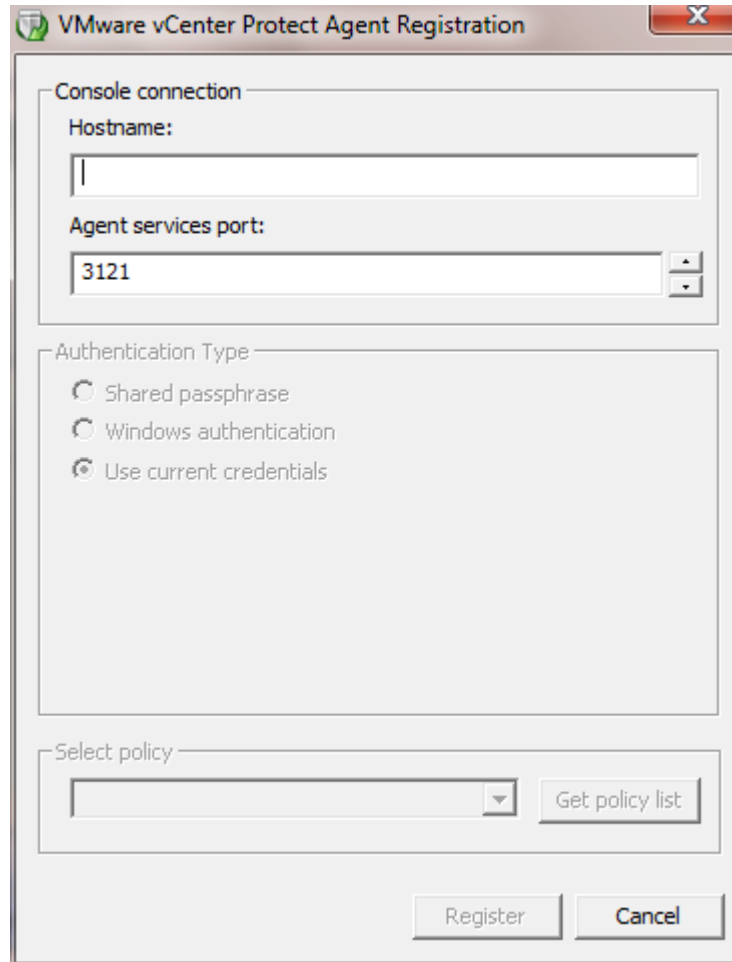 VMware vCenter Protect Agent Registration
Console connection
Hostname:
Agent services port:
3121
Authentication Type
Shared passphrase
Windows authentication
Use current credentials
Select policy
Get policy list
Register Cancel